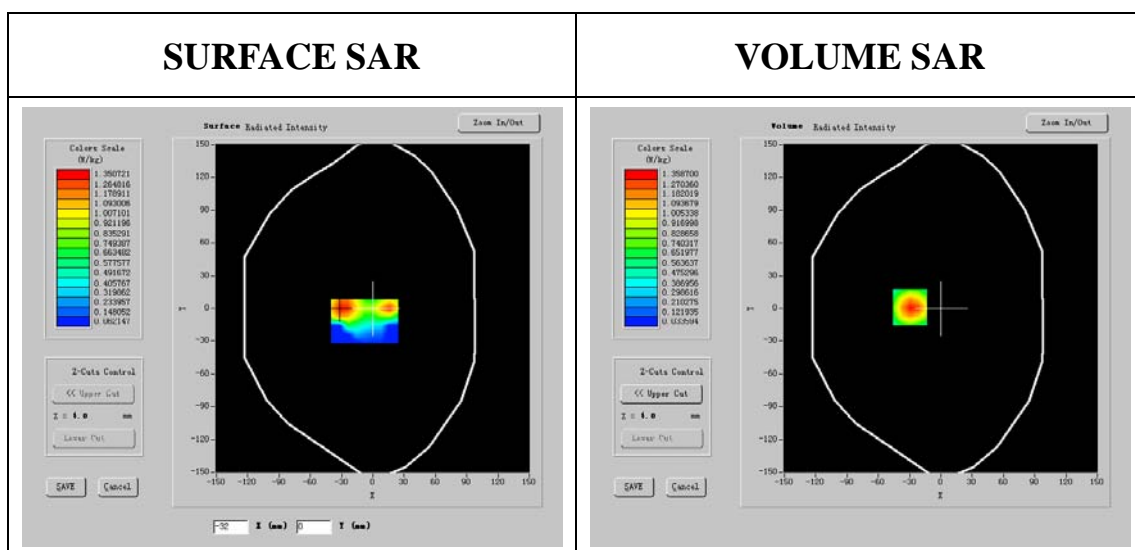 SURFACE SAR
VOLUME SAR
Surface Radiated Intensity
Zoom In/Out
Colors Scale
(W/kg)
1.350721
1.264816
1.178911
1.093006
1.007101
0.921196
0.835291
0.749387
0.663482
0.577577
0.491672
0.405767
0.319862
0.233957
0.148052
0.062147
150
90
60
30
0
-30
-60
-90
-120
-150
Y
-150 -120 -90 -60 -30 0 30 60 90 120 150
X
Z-Cuts Control
<< Upper Cut
Z = 4.0 mm
Lower Cut
SAVE
Cancel
-32 X (mm) 0 Y (mm)
Volume Radiated Intensity
Zoom In/Out
Colors Scale
(W/kg)
1.358700
1.270360
1.182019
1.093679
1.005338
0.916998
0.828658
0.740317
0.651977
0.563637
0.475296
0.386956
0.298616
0.210275
0.121935
0.033594
150
90
60
30
0
-30
-60
-90
-120
-150
Y
-150 -120 -90 -60 -30 0 30 60 90 120 150
X
Z-Cuts Control
<< Upper Cut
Z = 4.0 mm
Lower Cut
SAVE
Cancel